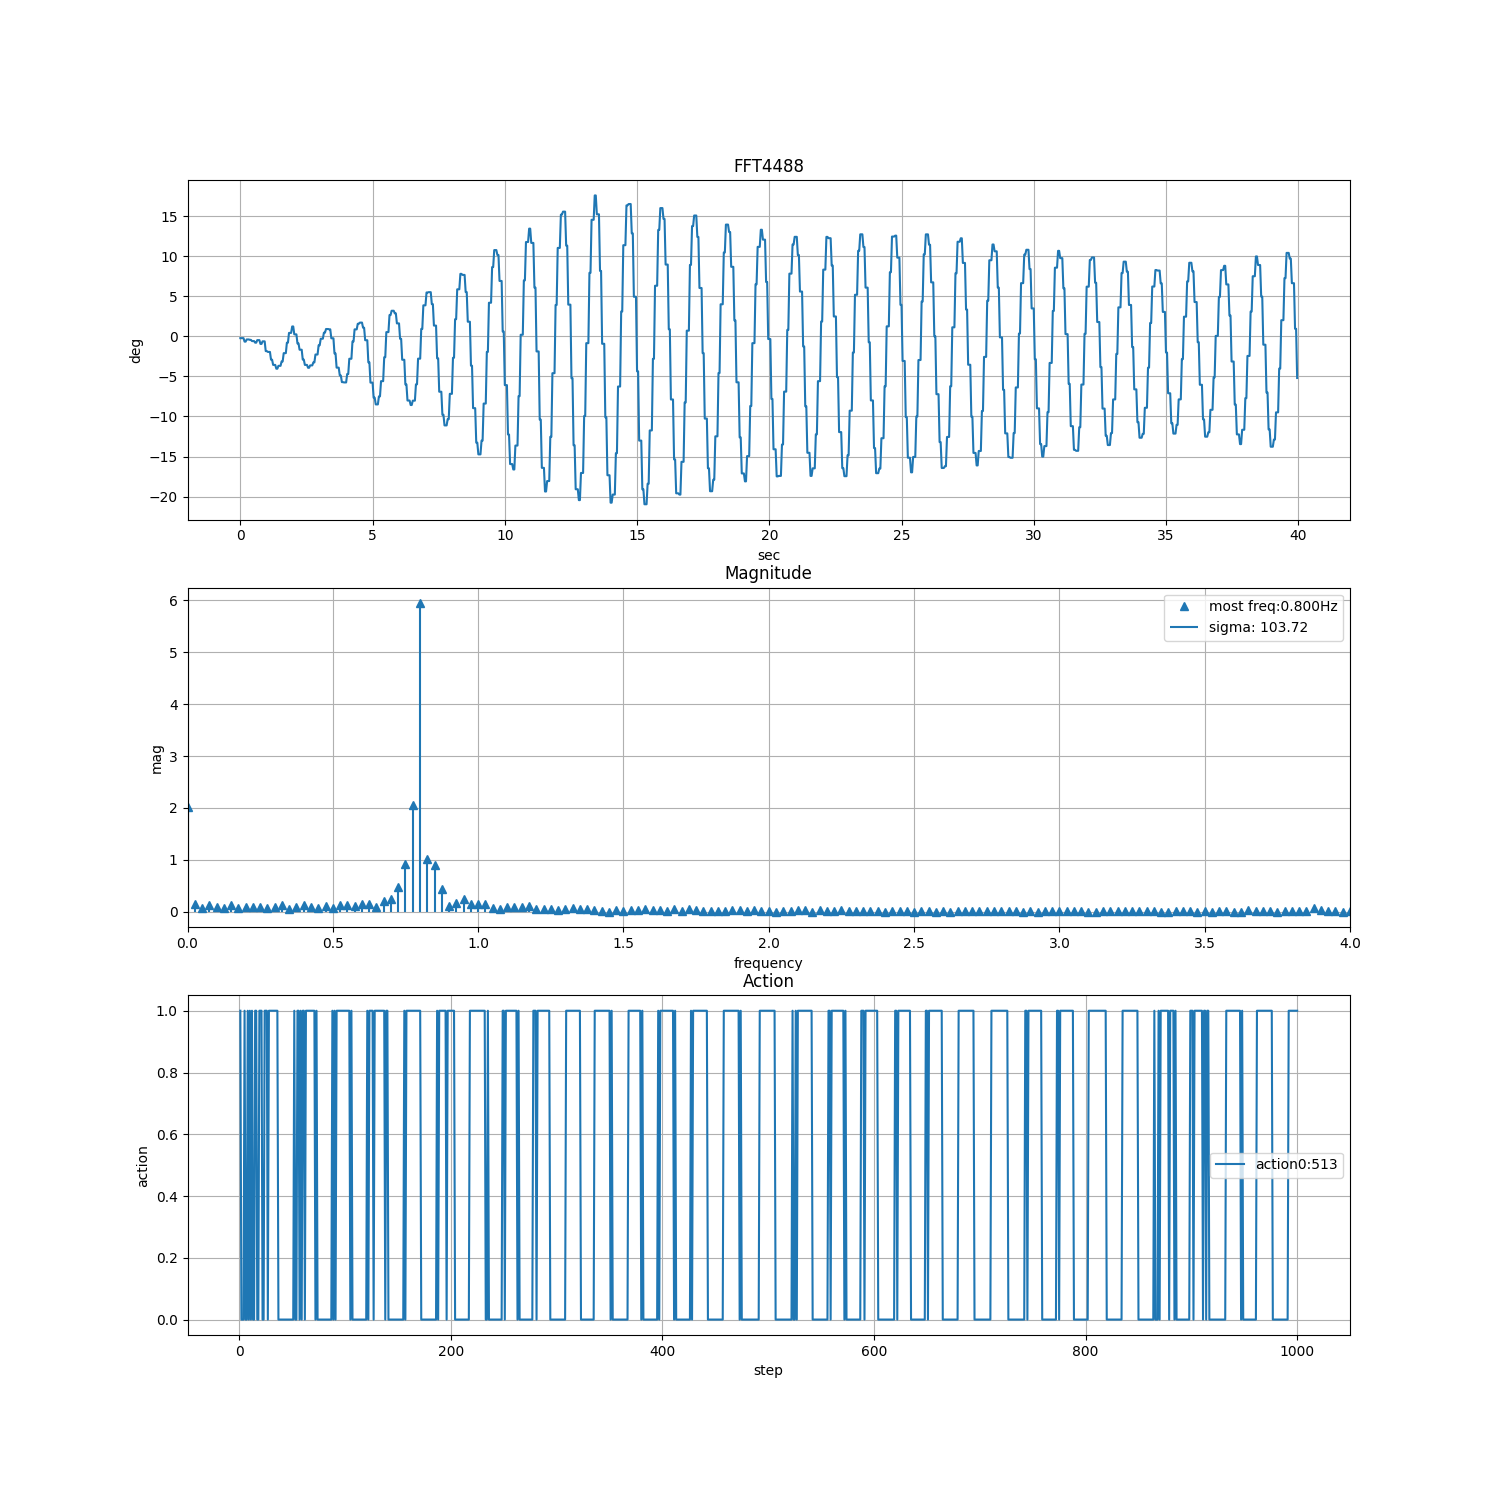 FFT4488
15
10
5
0
−5
−10
−15
−20
deg
0 5 10 15 20 25 30 35 40
sec
Magnitude
6
5
4
3
2
1
0
mag
most freq:0.800Hz
sigma: 103.72
0.0 0.5 1.0 1.5 2.0 2.5 3.0 3.5 4.0
frequency
Action
1.0
0.8
0.6
0.4
0.2
0.0
action
action0:513
0 200 400 600 800 1000
step